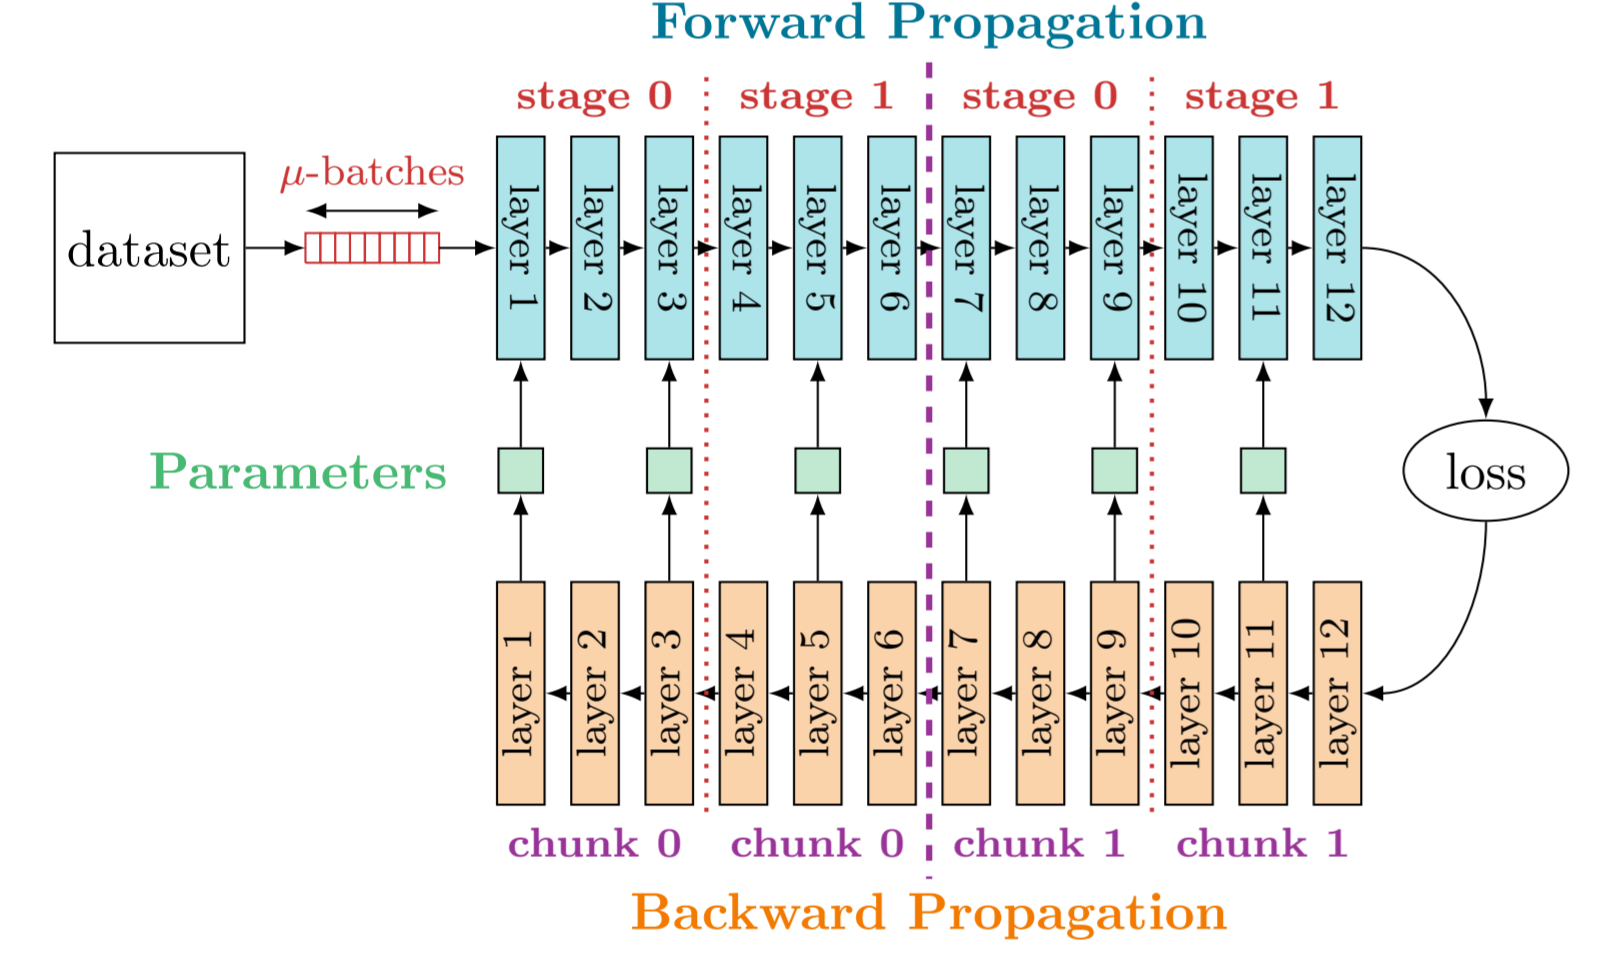 Forward Propagation
stage 0 stage 1 stage 0 stage 1
μ-batches
dataset
layer 1
layer 2
layer 3
layer 4
layer 5
layer 6
layer 7
layer 8
layer 9
layer 10
layer 11
layer 12
Parameters
loss
layer 1
layer 2
layer 3
layer 4
layer 5
layer 6
layer 7
layer 8
layer 9
layer 10
layer 11
layer 12
chunk 0 chunk 0 chunk 1 chunk 1
Backward Propagation